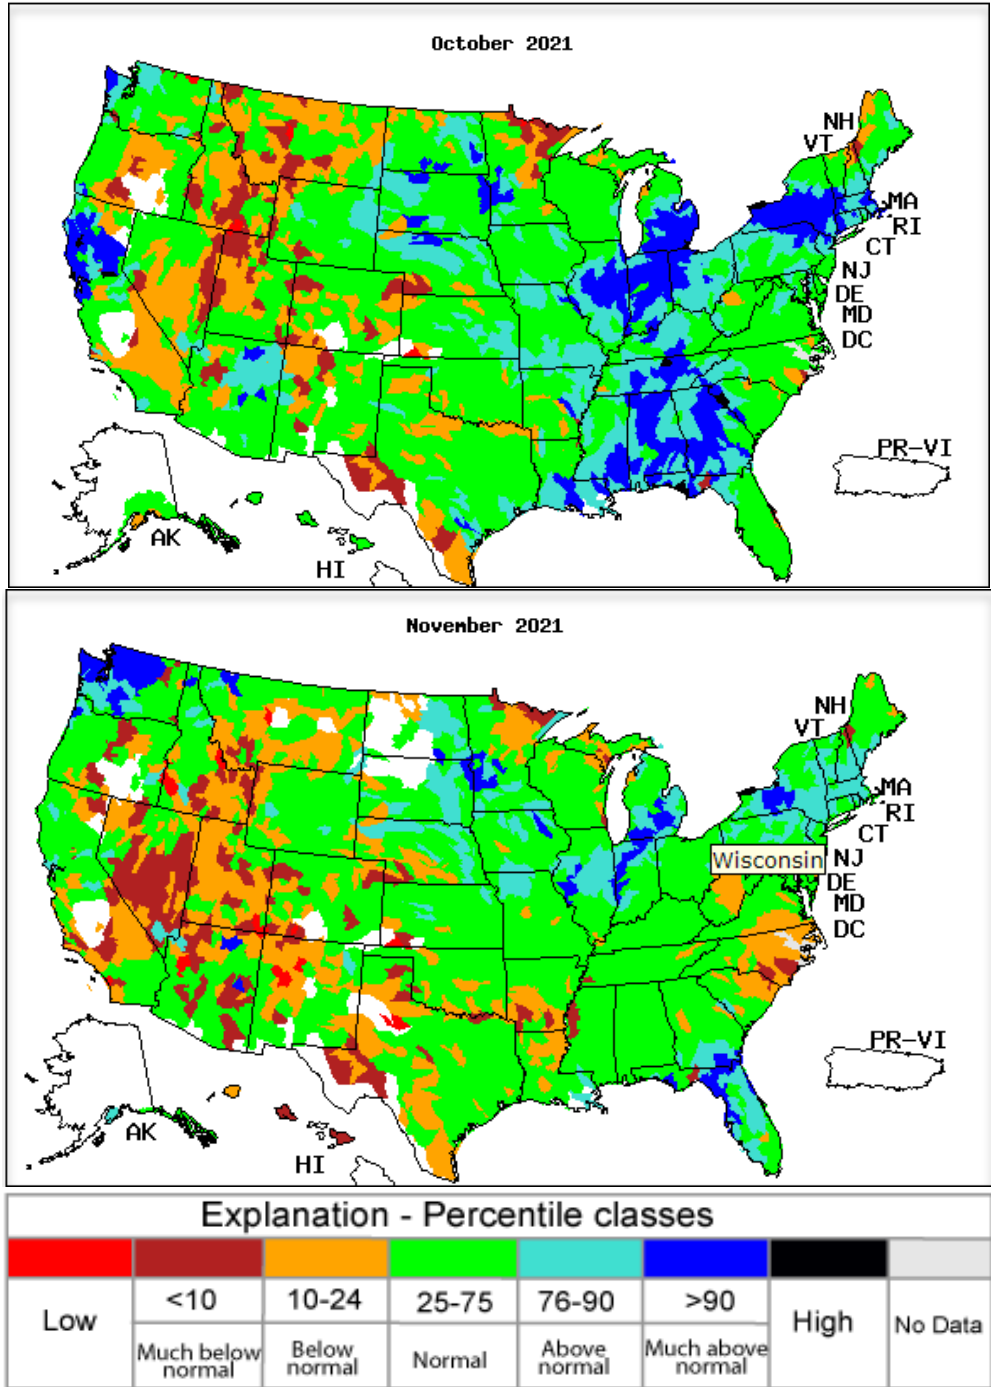 October 2021
NH
VT
MA
RI
CT
NJ
DE
MD
DC
PR-VI
AK
HI
November 2021
NH
VT
MA
RI
CT
Wisconsin
NJ
DE
MD
DC
PR-VI
AK
HI
Explanation - Percentile classes
Low
<10
10-24
25-75
76-90
>90
High
No Data
Much below normal
Below normal
Normal
Above normal
Much above normal